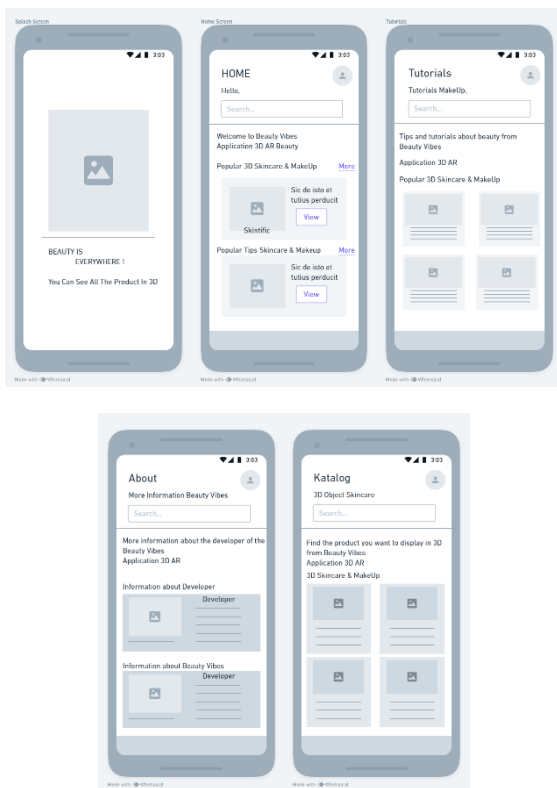 Splash Screen
3:03
BEAUTY IS
EVERYWHERE !
You Can See All The Product In 3D
Made with Whimsical
Home Screen
3:03
HOME
Hello,
Search...
Welcome to Beauty Vibes
Application 3D AR Beauty
Popular 3D Skincare & MakeUp More
Sic de isto et
tutius perducit
View
Skintific
Popular Tips Skincare & Makeup More
Sic de isto et
tutius perducit
View
Made with Whimsical
Tutorials
3:03
Tutorials
Tutorials MakeUp,
Search...
Tips and tutorials about beauty from
Beauty Vibes
Application 3D AR
Popular 3D Skincare & MakeUp
Made with Whimsical
3:03
About
More Information Beauty Vibes
Search...
More information about the developer of the
Beauty Vibes
Application 3D AR
Information about Developer
Developer
Information about Beauty Vibes
Developer
Made with Whimsical
3:03
Katalog
3D Object Skincare
Search...
Find the product you want to display in 3D
from Beauty Vibes
Application 3D AR
3D Skincare & MakeUp
Made with Whimsical